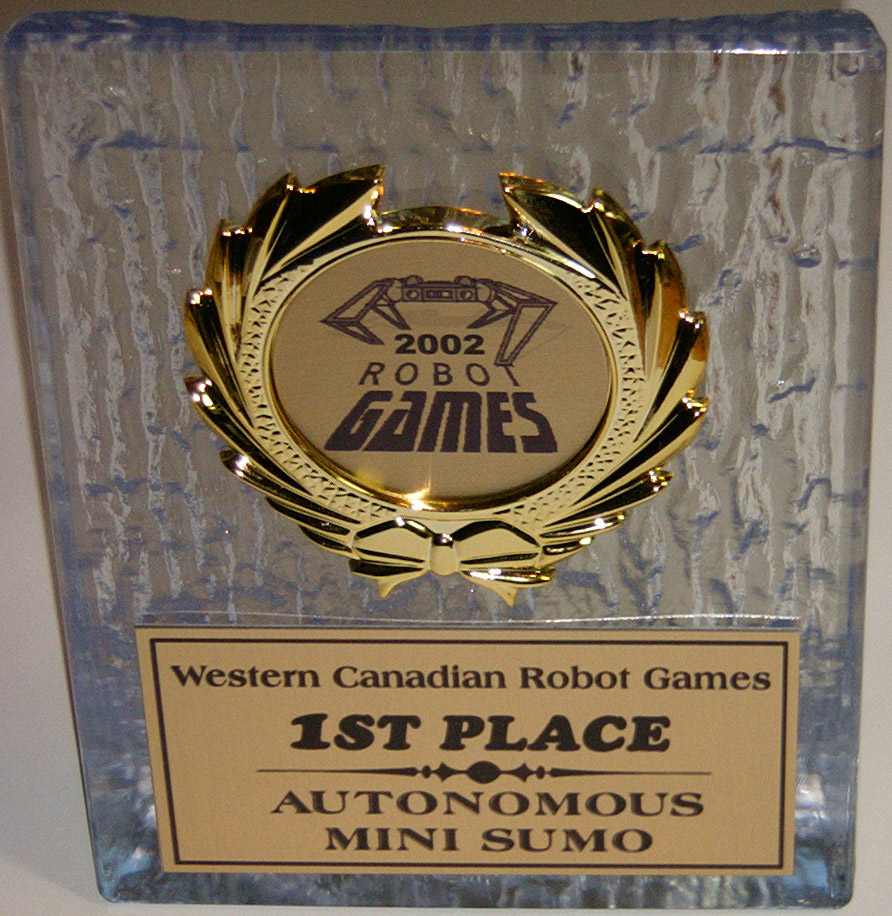 2002
ROBOT
GAMES
Western Canadian Robot Games
1ST PLACE
AUTONOMOUS
MINI SUMO